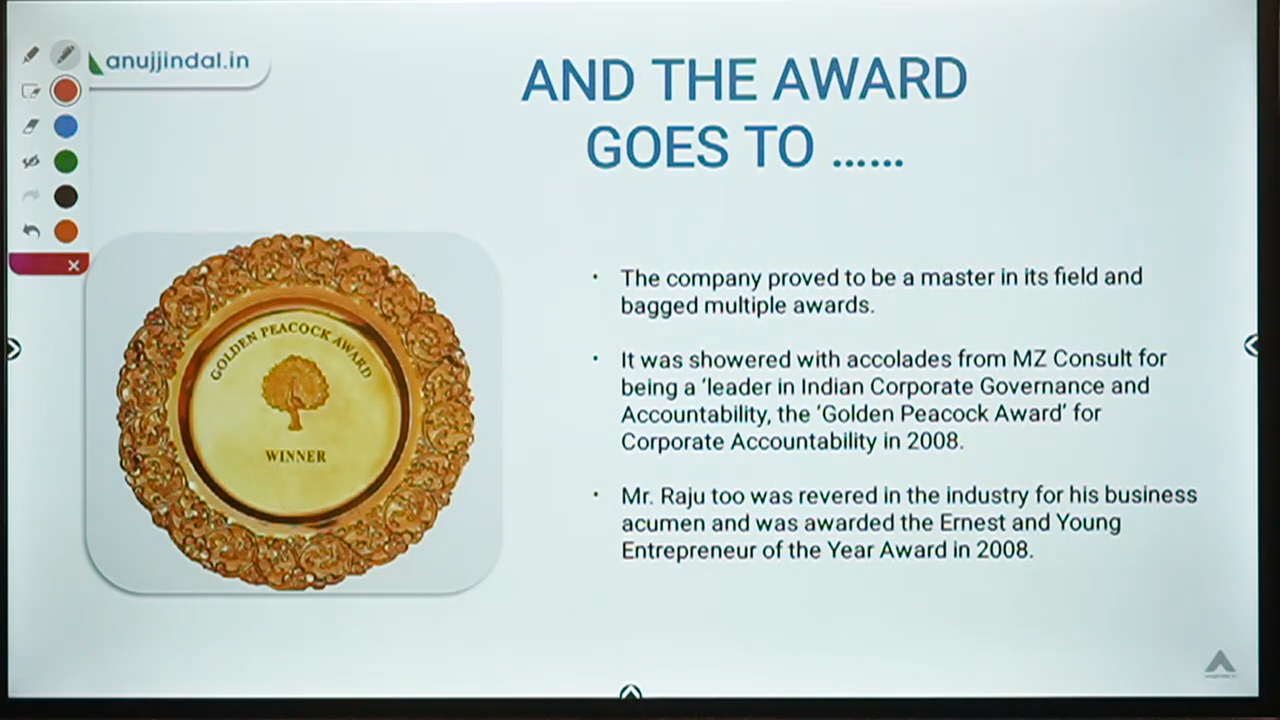 anujjindal.in
AND THE AWARD
GOES TO ......
GOLDEN PEACOCK AWARD
WINNER
• The company proved to be a master in its field and
bagged multiple awards.
• It was showered with accolades from MZ Consult for
being a ‘leader in Indian Corporate Governance and
Accountability, the ‘Golden Peacock Award’ for
Corporate Accountability in 2008.
• Mr. Raju too was revered in the industry for his business
acumen and was awarded the Ernest and Young
Entrepreneur of the Year Award in 2008.